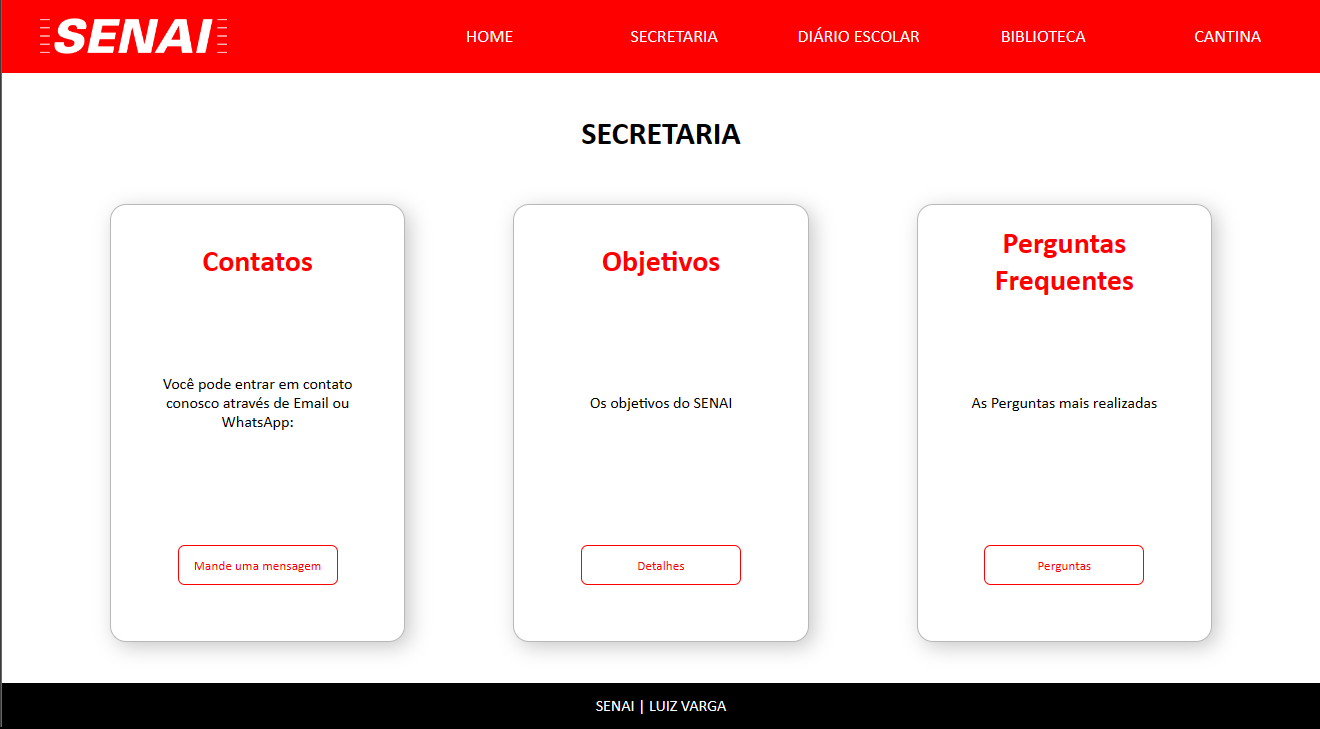 SENAI
HOME
SECRETARIA
DIÁRIO ESCOLAR
BIBLIOTECA
CANTINA
SECRETARIA
Contatos
Você pode entrar em contato
conosco através de Email ou
WhatsApp:
Mande uma mensagem
Objetivos
Os objetivos do SENAI
Detalhes
Perguntas
Frequentes
As Perguntas mais realizadas
Perguntas
SENAI | LUIZ VARGA